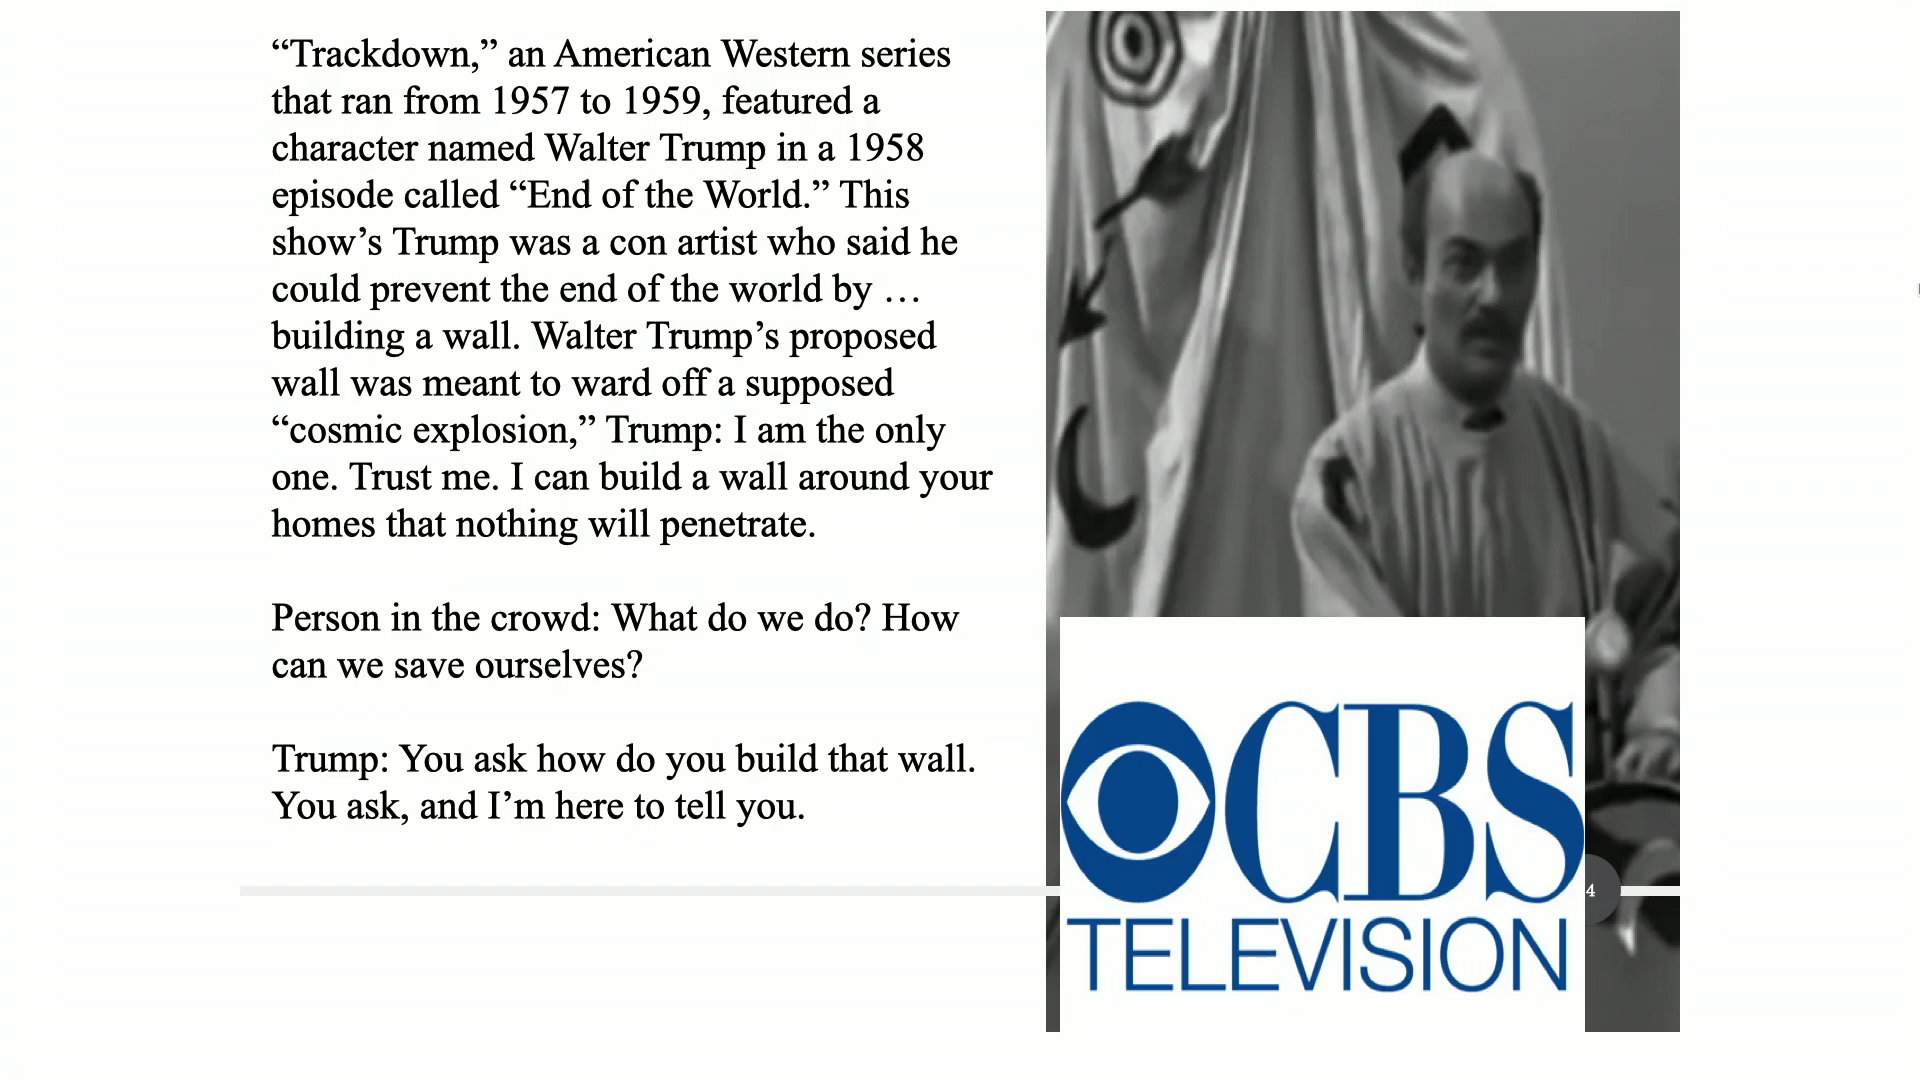 “Trackdown,” an American Western series
that ran from 1957 to 1959, featured a
character named Walter Trump in a 1958
episode called “End of the World.” This
show’s Trump was a con artist who said he
could prevent the end of the world by …
building a wall. Walter Trump’s proposed
wall was meant to ward off a supposed
“cosmic explosion,” Trump: I am the only
one. Trust me. I can build a wall around your
homes that nothing will penetrate.
Person in the crowd: What do we do? How
can we save ourselves?
Trump: You ask how do you build that wall.
You ask, and I’m here to tell you.
CBS
TELEVISION
4